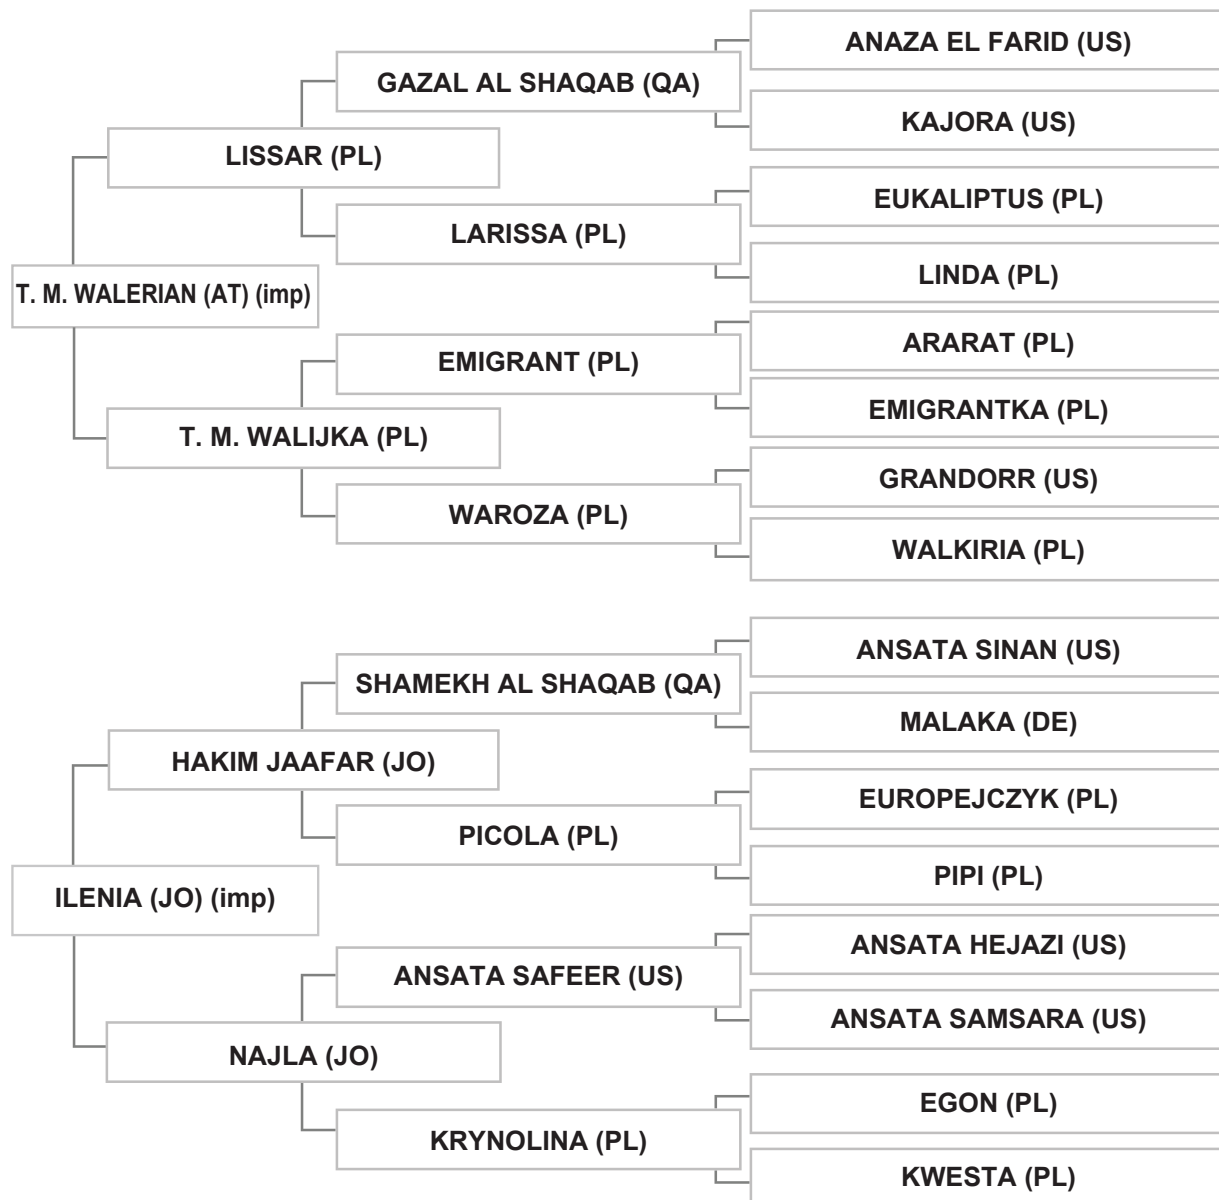 ANAZA EL FARID (US)
GAZAL AL SHAQAB (QA)
KAJORA (US)
LISSAR (PL)
EUKALIPTUS (PL)
LARISSA (PL)
LINDA (PL)
T. M. WALERIAN (AT) (imp)
ARARAT (PL)
EMIGRANT (PL)
EMIGRANTKA (PL)
T. M. WALIJKA (PL)
GRANDORR (US)
WAROZA (PL)
WALKIRIA (PL)
ANSATA SINAN (US)
SHAMEKH AL SHAQAB (QA)
MALAKA (DE)
HAKIM JAAFAR (JO)
EUROPEJCZYK (PL)
PICOLA (PL)
PIPI (PL)
ILENIA (JO) (imp)
ANSATA HEJAZI (US)
ANSATA SAFEER (US)
ANSATA SAMSARA (US)
NAJLA (JO)
EGON (PL)
KRYNOLINA (PL)
KWESTA (PL)